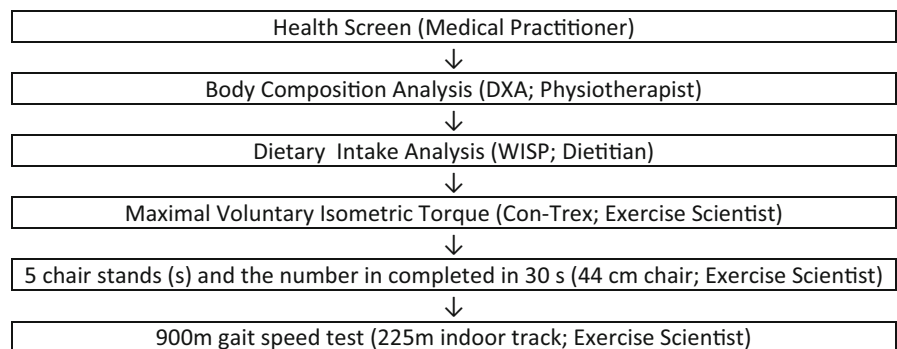 Health Screen (Medical Practitioner)
↓
Body Composition Analysis (DXA; Physiotherapist)
↓
Dietary Intake Analysis (WISP; Dietitian)
↓
Maximal Voluntary Isometric Torque (Con-Trex; Exercise Scientist)
↓
5 chair stands (s) and the number in completed in 30 s (44 cm chair; Exercise Scientist)
↓
900m gait speed test (225m indoor track; Exercise Scientist)